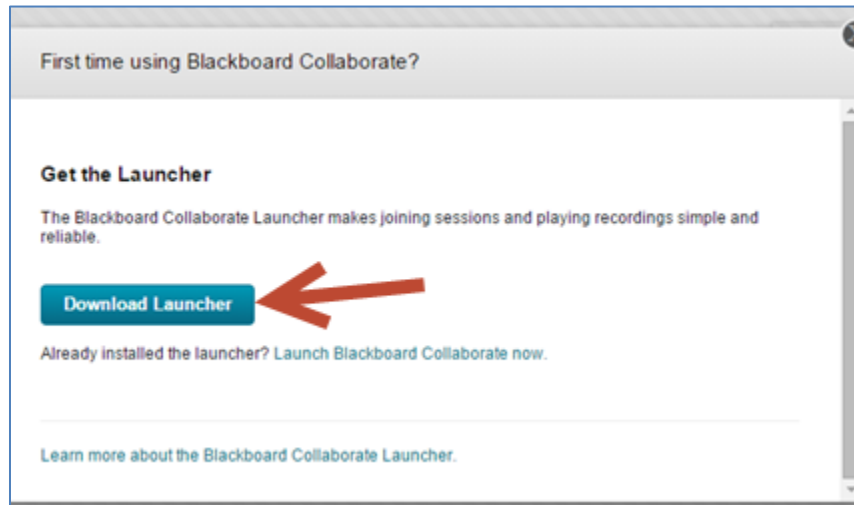 First time using Blackboard Collaborate?
Get the Launcher
The Blackboard Collaborate Launcher makes joining sessions and playing recordings simple and
reliable.
Download Launcher
Already installed the launcher? Launch Blackboard Collaborate now.
Learn more about the Blackboard Collaborate Launcher.